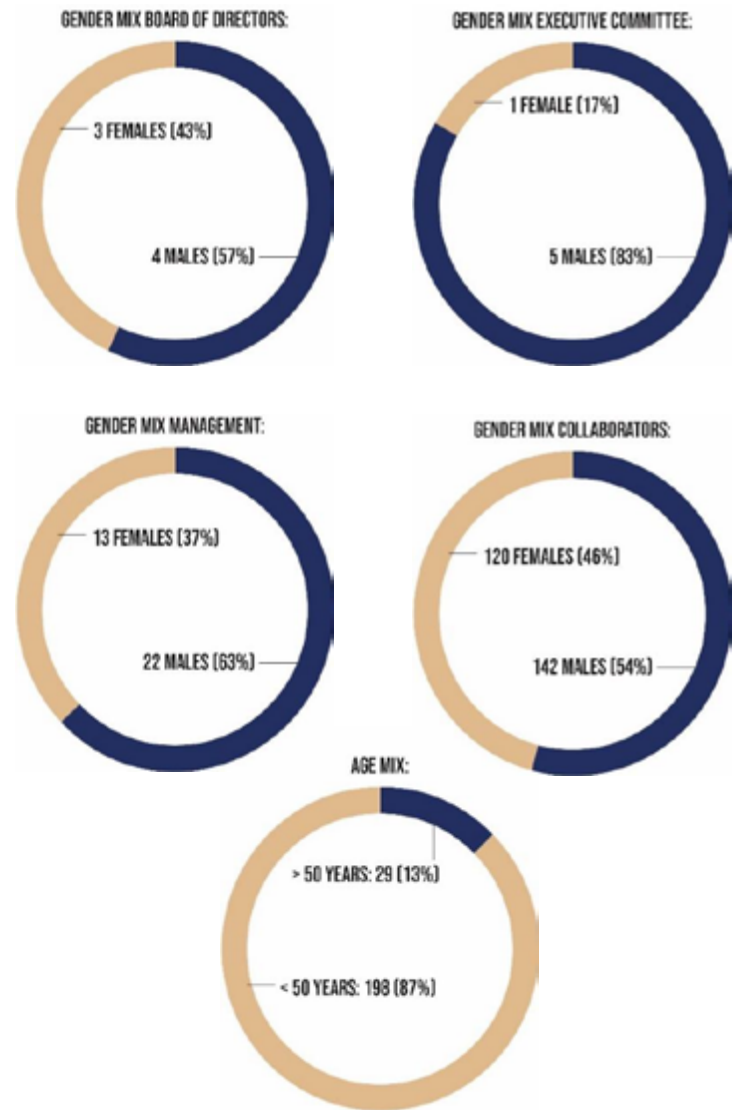 GENDER MIX BOARD OF DIRECTORS:
3 FEMALES (43%)
4 MALES (57%)
GENDER MIX EXECUTIVE COMMITTEE:
1 FEMALE (17%)
5 MALES (83%)
GENDER MIX MANAGEMENT:
13 FEMALES (37%)
22 MALES (63%)
GENDER MIX COLLABORATORS:
120 FEMALES (46%)
142 MALES (54%)
AGE MIX:
> 50 YEARS: 29 (13%)
< 50 YEARS: 198 (87%)